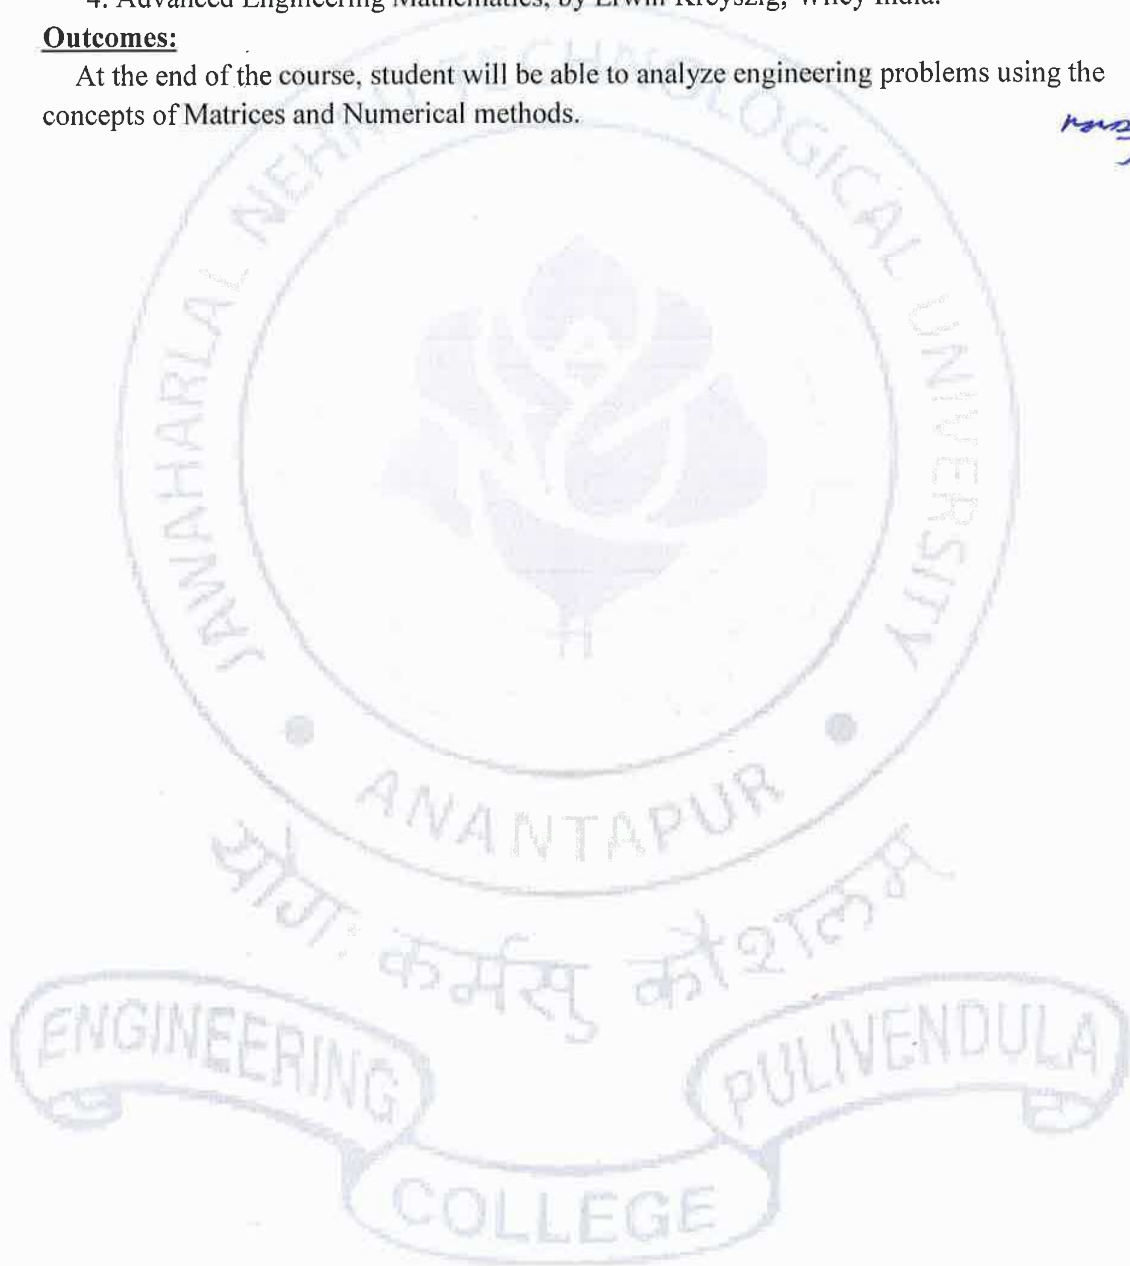 4. Advanced Engineering Mathematics, by Erwin Kreyszig, Wiley India.
Outcomes:
At the end of the course, student will be able to analyze engineering problems using the
concepts of Matrices and Numerical methods.
JAWAHARLAL NEHRU TECHNOLOGICAL UNIVERSITY
ANANTAPUR
योगः कर्मसु कौशलम
ENGINEERING
PULIVENDULA
COLLEGE